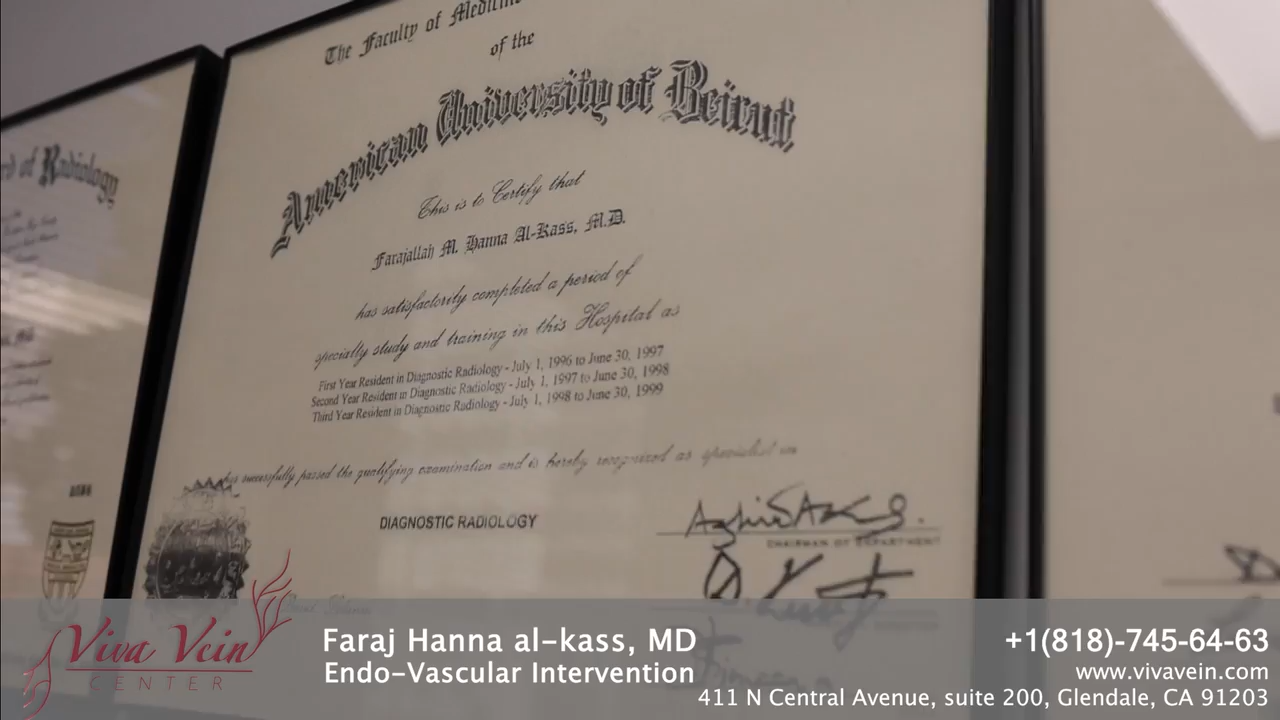 The Faculty of Medicine
of the
American University of Beirut
This is to Certify that
Farajallah M. Hanna Al-Kass, M.D.
has satisfactorily completed a period of
specialty study and training in this Hospital as
First Year Resident in Diagnostic Radiology - July 1, 1996 to June 30, 1997
Second Year Resident in Diagnostic Radiology - July 1, 1997 to June 30, 1998
Third Year Resident in Diagnostic Radiology - July 1, 1998 to June 30, 1999
has successfully passed the qualifying examination and is hereby recognized as specialist in
DIAGNOSTIC RADIOLOGY
CHAIRMAN OF DEPARTMENT
of Radiology
Viva Vein
CENTER
Faraj Hanna al-kass, MD
Endo-Vascular Intervention
+1(818)-745-64-63
www.vivavein.com
411 N Central Avenue, suite 200, Glendale, CA 91203